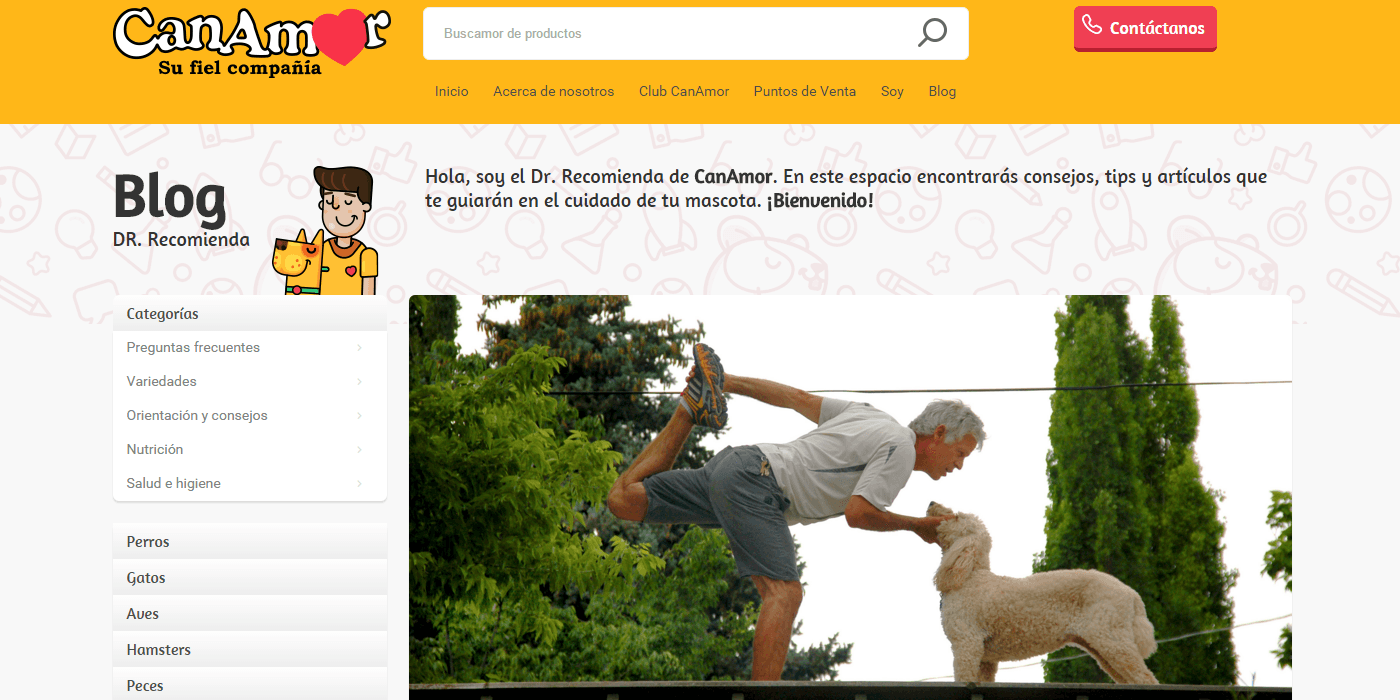 CanAmor
Su fiel compañía
Buscamor de productos
Contáctanos
Inicio
Acerca de nosotros
Club CanAmor
Puntos de Venta
Soy
Blog
Blog
DR. Recomienda
Hola, soy el Dr. Recomienda de CanAmor. En este espacio encontrarás consejos, tips y artículos que
te guiarán en el cuidado de tu mascota. ¡Bienvenido!
Categorías
Preguntas frecuentes
Variedades
Orientación y consejos
Nutrición
Salud e higiene
Perros
Gatos
Aves
Hamsters
Peces